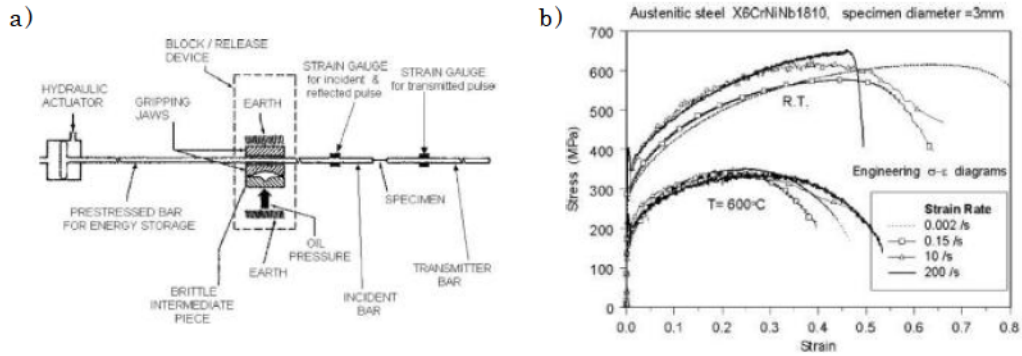 a)
BLOCK / RELEASE
DEVICE
HYDRAULIC
ACTUATOR
GRIPPING
JAWS
EARTH
STRAIN GAUGE
for incident &
reflected pulse
STRAIN GAUGE
for transmitted pulse
PRESTRESSED BAR
FOR ENERGY STORAGE
BRITTLE
INTERMEDIATE
PIECE
EARTH
OIL
PRESSURE
SPECIMEN
INCIDENT
BAR
TRANSMITTER
BAR
b)
Austenitic steel X6CrNiNb1810, specimen diameter =3mm
700
600
500
400
300
200
100
0
Stress (MPa)
R.T.
Engineering σ-ε diagrams
T= 600°C
Strain Rate
0.002 /s
0.15 /s
10 /s
200 /s
0.0 0.1 0.2 0.3 0.4 0.5 0.6 0.7 0.8
Strain